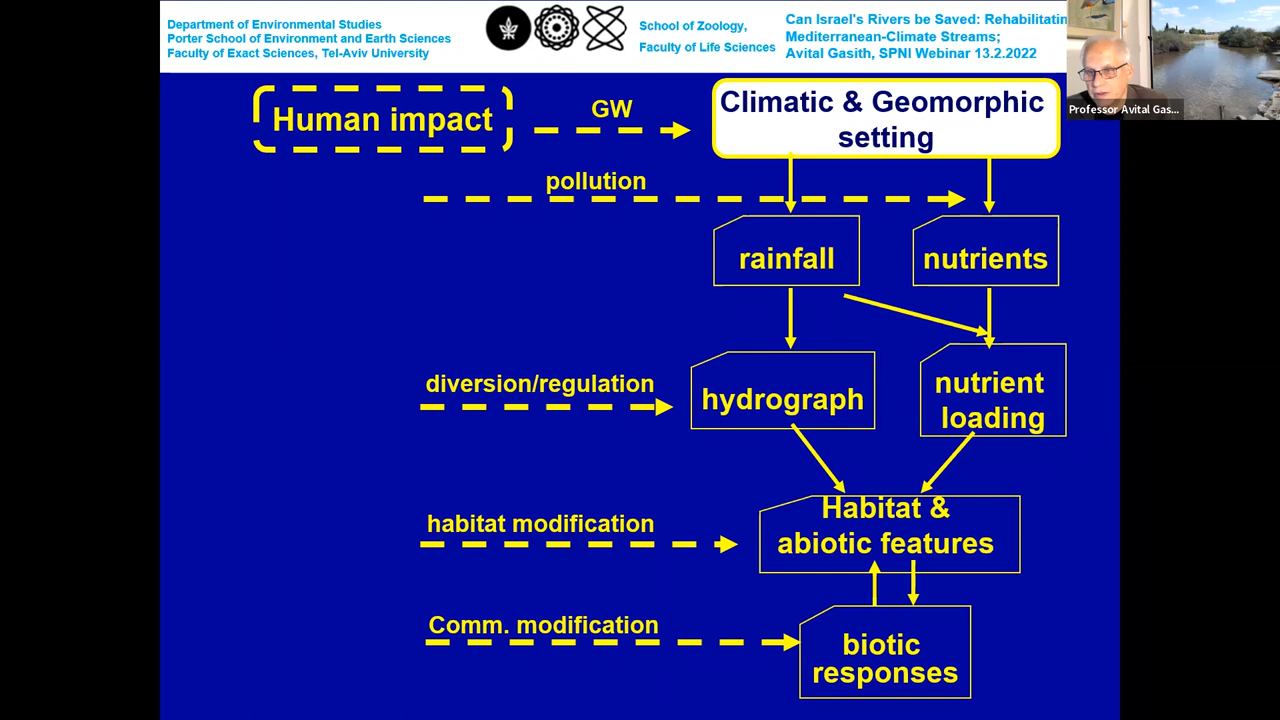 Department of Environmental Studies
Porter School of Environment and Earth Sciences
Faculty of Exact Sciences, Tel-Aviv University
School of Zoology,
Faculty of Life Sciences
Can Israel's Rivers be Saved: Rehabilitatin
Mediterranean-Climate Streams;
Avital Gasith, SPNI Webinar 13.2.2022
Professor Avital Gas...
Human impact
GW
Climatic & Geomorphic
setting
pollution
rainfall
nutrients
diversion/regulation
hydrograph
nutrient
loading
habitat modification
Habitat &
abiotic features
Comm. modification
biotic
responses